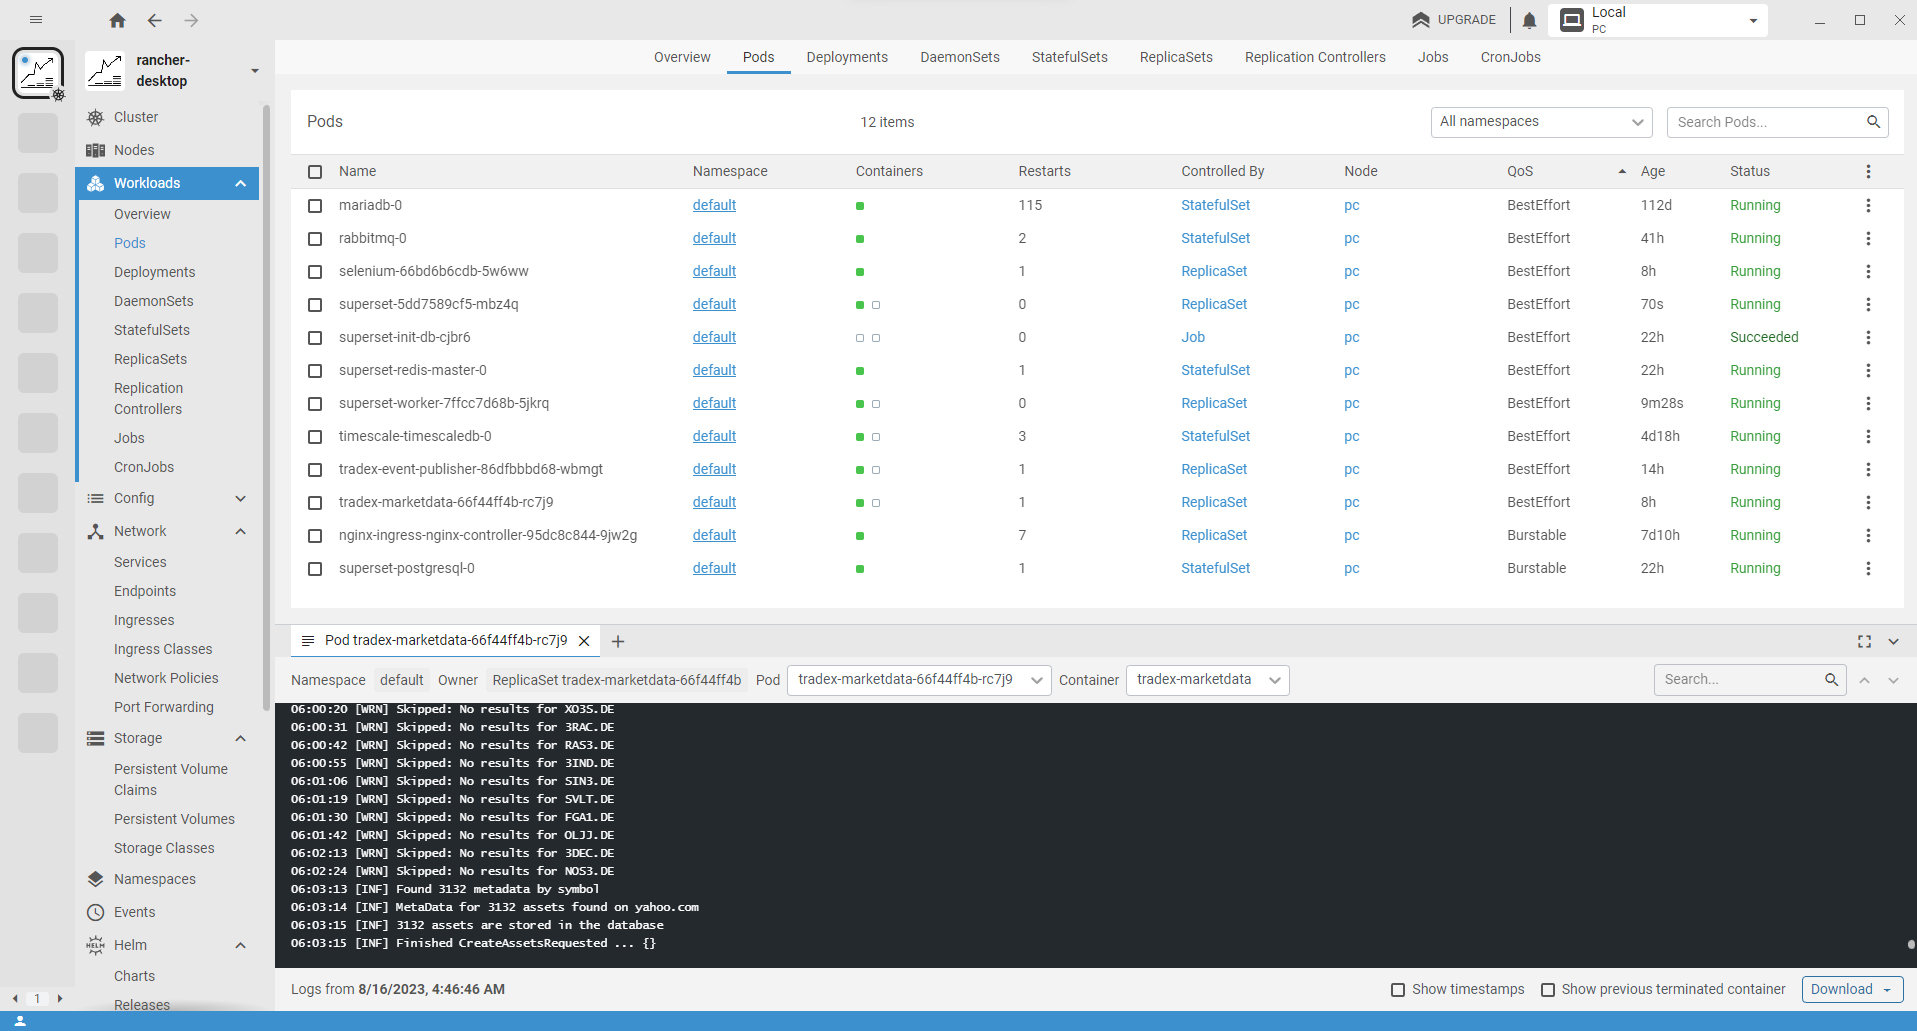 UPGRADE
Local
PC
rancher-
desktop
Cluster
Nodes
Workloads
Overview
Pods
Deployments
DaemonSets
StatefulSets
ReplicaSets
Replication
Controllers
Jobs
CronJobs
Config
Network
Services
Endpoints
Ingresses
Ingress Classes
Network Policies
Port Forwarding
Storage
Persistent Volume
Claims
Persistent Volumes
Storage Classes
Namespaces
Events
HELM Helm
Charts
Releases
1
Overview Pods Deployments DaemonSets StatefulSets ReplicaSets Replication Controllers Jobs CronJobs
Pods 12 items All namespaces Search Pods...
Name Namespace Containers Restarts Controlled By Node QoS Age Status
mariadb-0 default 115 StatefulSet pc BestEffort 112d Running
rabbitmq-0 default 2 StatefulSet pc BestEffort 41h Running
selenium-66bd6b6cdb-5w6ww default 1 ReplicaSet pc BestEffort 8h Running
superset-5dd7589cf5-mbz4q default 0 ReplicaSet pc BestEffort 70s Running
superset-init-db-cjbr6 default 0 Job pc BestEffort 22h Succeeded
superset-redis-master-0 default 1 StatefulSet pc BestEffort 22h Running
superset-worker-7ffcc7d68b-5jkrq default 0 ReplicaSet pc BestEffort 9m28s Running
timescale-timescaledb-0 default 3 StatefulSet pc BestEffort 4d18h Running
tradex-event-publisher-86dfbbbd68-wbmgt default 1 ReplicaSet pc BestEffort 14h Running
tradex-marketdata-66f44ff4b-rc7j9 default 1 ReplicaSet pc BestEffort 8h Running
nginx-ingress-nginx-controller-95dc8c844-9jw2g default 7 ReplicaSet pc Burstable 7d10h Running
superset-postgresql-0 default 1 StatefulSet pc Burstable 22h Running
Pod tradex-marketdata-66f44ff4b-rc7j9
Namespace default Owner ReplicaSet tradex-marketdata-66f44ff4b Pod tradex-marketdata-66f44ff4b-rc7j9 Container tradex-marketdata Search...
06:00:20 [WRN] Skipped: No results for XO3S.DE
06:00:31 [WRN] Skipped: No results for 3RAC.DE
06:00:42 [WRN] Skipped: No results for RAS3.DE
06:00:55 [WRN] Skipped: No results for 3IND.DE
06:01:06 [WRN] Skipped: No results for SIN3.DE
06:01:19 [WRN] Skipped: No results for SVLT.DE
06:01:30 [WRN] Skipped: No results for FGA1.DE
06:01:42 [WRN] Skipped: No results for OLJJ.DE
06:02:13 [WRN] Skipped: No results for 3DEC.DE
06:02:24 [WRN] Skipped: No results for NOS3.DE
06:03:13 [INF] Found 3132 metadata by symbol
06:03:14 [INF] MetaData for 3132 assets found on yahoo.com
06:03:15 [INF] 3132 assets are stored in the database
06:03:15 [INF] Finished CreateAssetsRequested ... {}
Logs from 8/16/2023, 4:46:46 AM Show timestamps Show previous terminated container Download